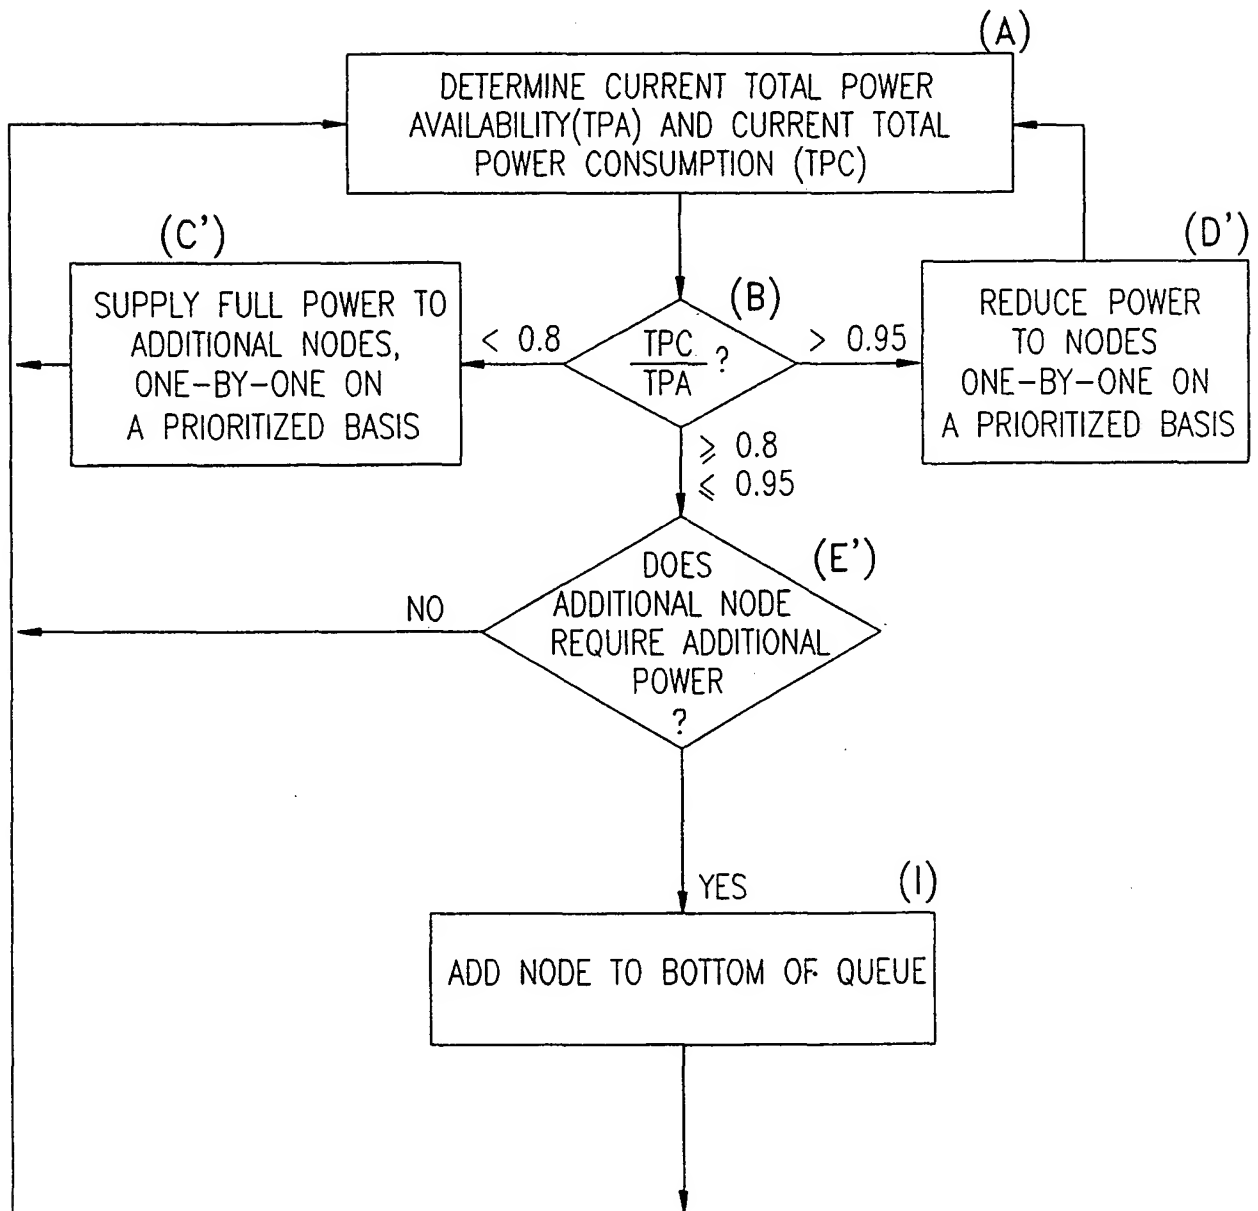 (A)
DETERMINE CURRENT TOTAL POWER
AVAILABILITY(TPA) AND CURRENT TOTAL
POWER CONSUMPTION (TPC)
(C')
SUPPLY FULL POWER TO
ADDITIONAL NODES,
ONE-BY-ONE ON
A PRIORITIZED BASIS
< 0.8
(B)
TPC
TPA
?
> 0.95
(D')
REDUCE POWER
TO NODES
ONE-BY-ONE ON
A PRIORITIZED BASIS
⩾ 0.8
⩽ 0.95
(E')
DOES
ADDITIONAL NODE
REQUIRE ADDITIONAL
POWER
?
NO
YES
(I)
ADD NODE TO BOTTOM OF QUEUE